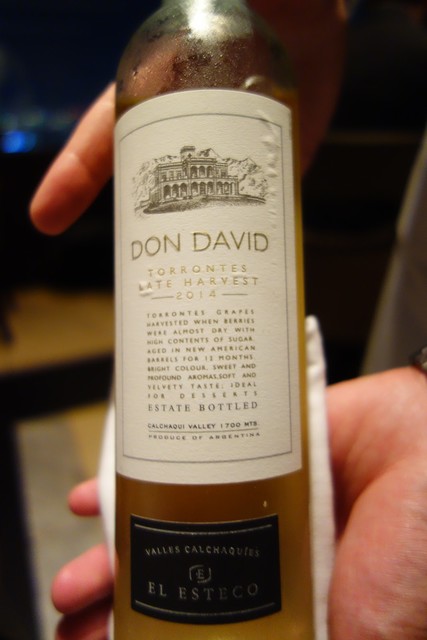 DON DAVID
TORRONTES
LATE HARVEST
2014
TORRONTES GRAPES
HARVESTED WHEN BERRIES
WERE ALMOST DRY WITH
HIGH CONTENTS OF SUGAR.
AGED IN NEW AMERICAN
BARRELS FOR 12 MONTHS.
BRIGHT COLOUR, SWEET AND
PROFOUND AROMAS,SOFT AND
VELVETY TASTE; IDEAL
FOR DESSERTS
ESTATE BOTTLED
CALCHAQUI VALLEY 1700 MTR.
PRODUCE OF ARGENTINA
VALLES CALCHAQUÍES
E
EL ESTECO